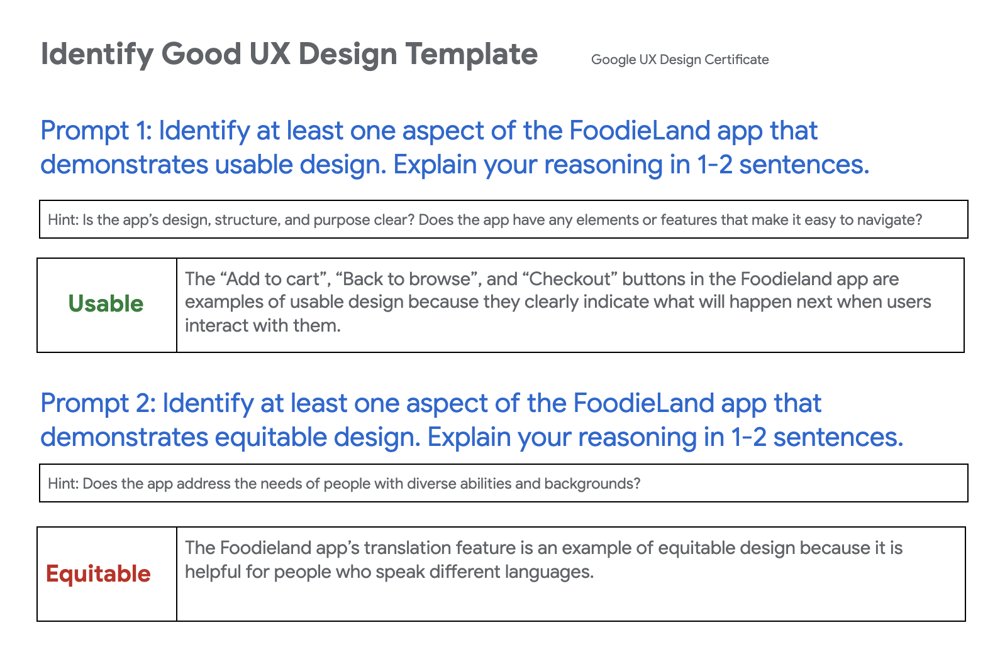 Identify Good UX Design Template
Google UX Design Certificate
Prompt 1: Identify at least one aspect of the FoodieLand app that
demonstrates usable design. Explain your reasoning in 1-2 sentences.
Hint: Is the app’s design, structure, and purpose clear? Does the app have any elements or features that make it easy to navigate?
Usable
The “Add to cart”, “Back to browse”, and “Checkout” buttons in the Foodieland app are
examples of usable design because they clearly indicate what will happen next when users
interact with them.
Prompt 2: Identify at least one aspect of the FoodieLand app that
demonstrates equitable design. Explain your reasoning in 1-2 sentences.
Hint: Does the app address the needs of people with diverse abilities and backgrounds?
Equitable
The Foodieland app’s translation feature is an example of equitable design because it is
helpful for people who speak different languages.